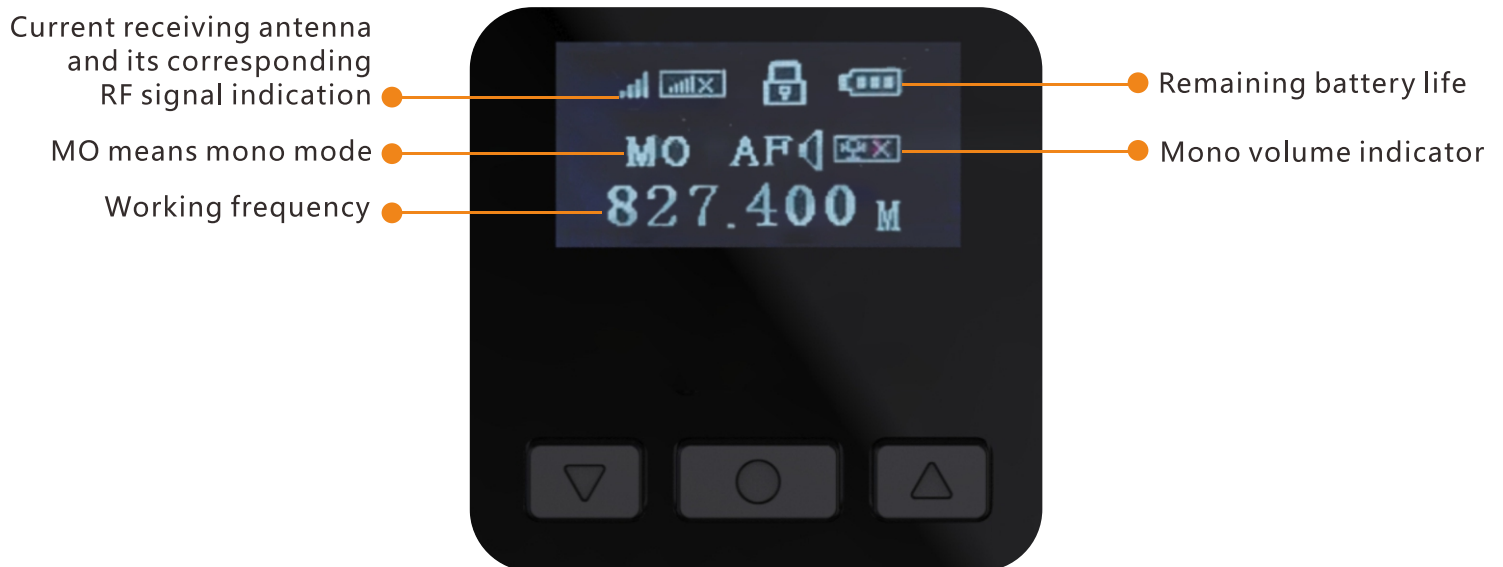 Current receiving antenna
and its corresponding
RF signal indication
MO means mono mode
Working frequency
MO AF
827.400 M
Remaining battery life
Mono volume indicator